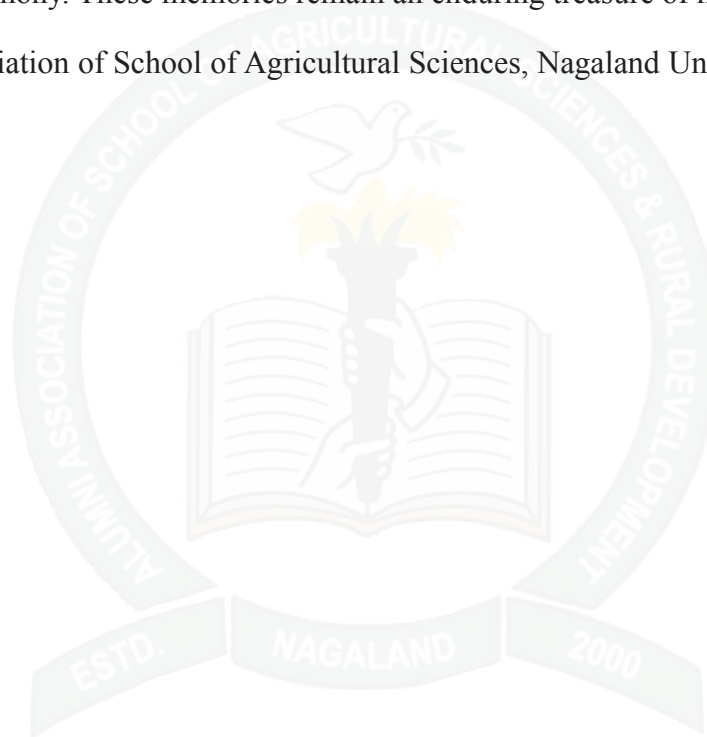 These memories remain an enduring treasure of
iation of School of Agricultural Sciences, Nagaland Un
ALUMNI ASSOCIATION OF SCHOOL OF AGRICULTURAL SCIENCES & RURAL DEVELOPMENT
ESTD. NAGALAND 2000